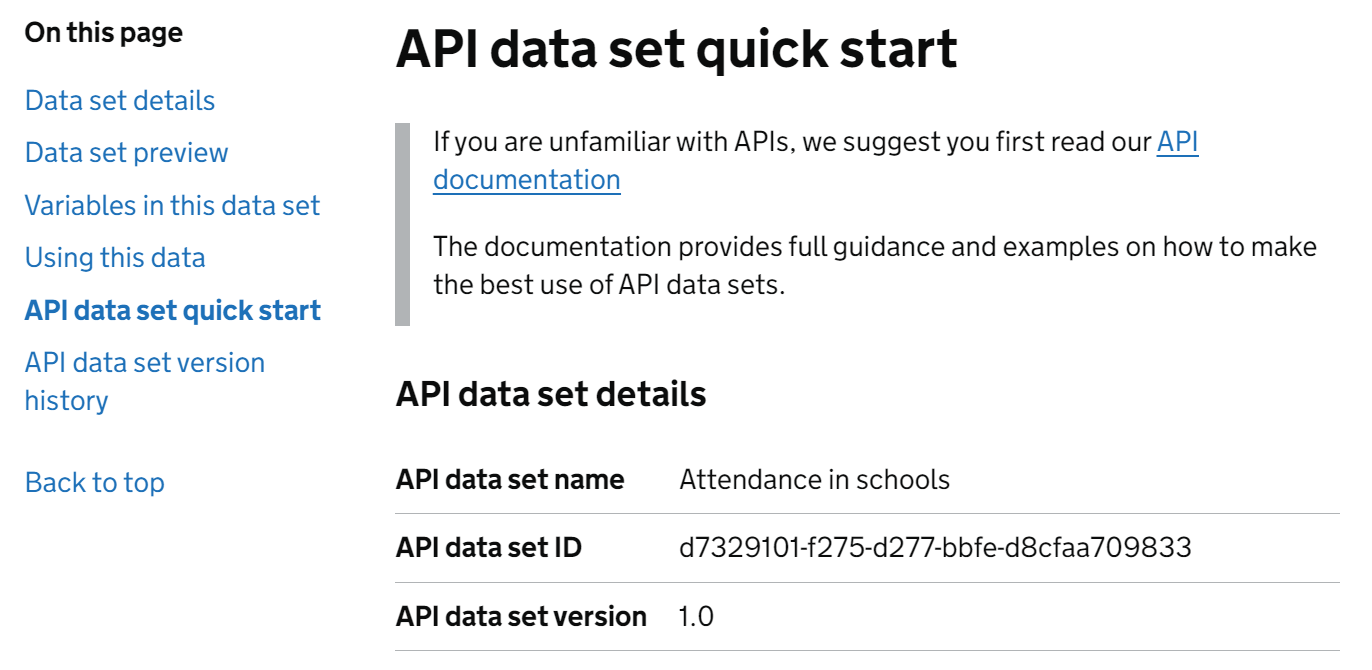 On this page
Data set details
Data set preview
Variables in this data set
Using this data
API data set quick start
API data set version
history
Back to top
API data set quick start
If you are unfamiliar with APIs, we suggest you first read our API
documentation
The documentation provides full guidance and examples on how to make
the best use of API data sets.
API data set details
API data set name Attendance in schools
API data set ID d7329101-f275-d277-bbfe-d8cfaa709833
API data set version 1.0